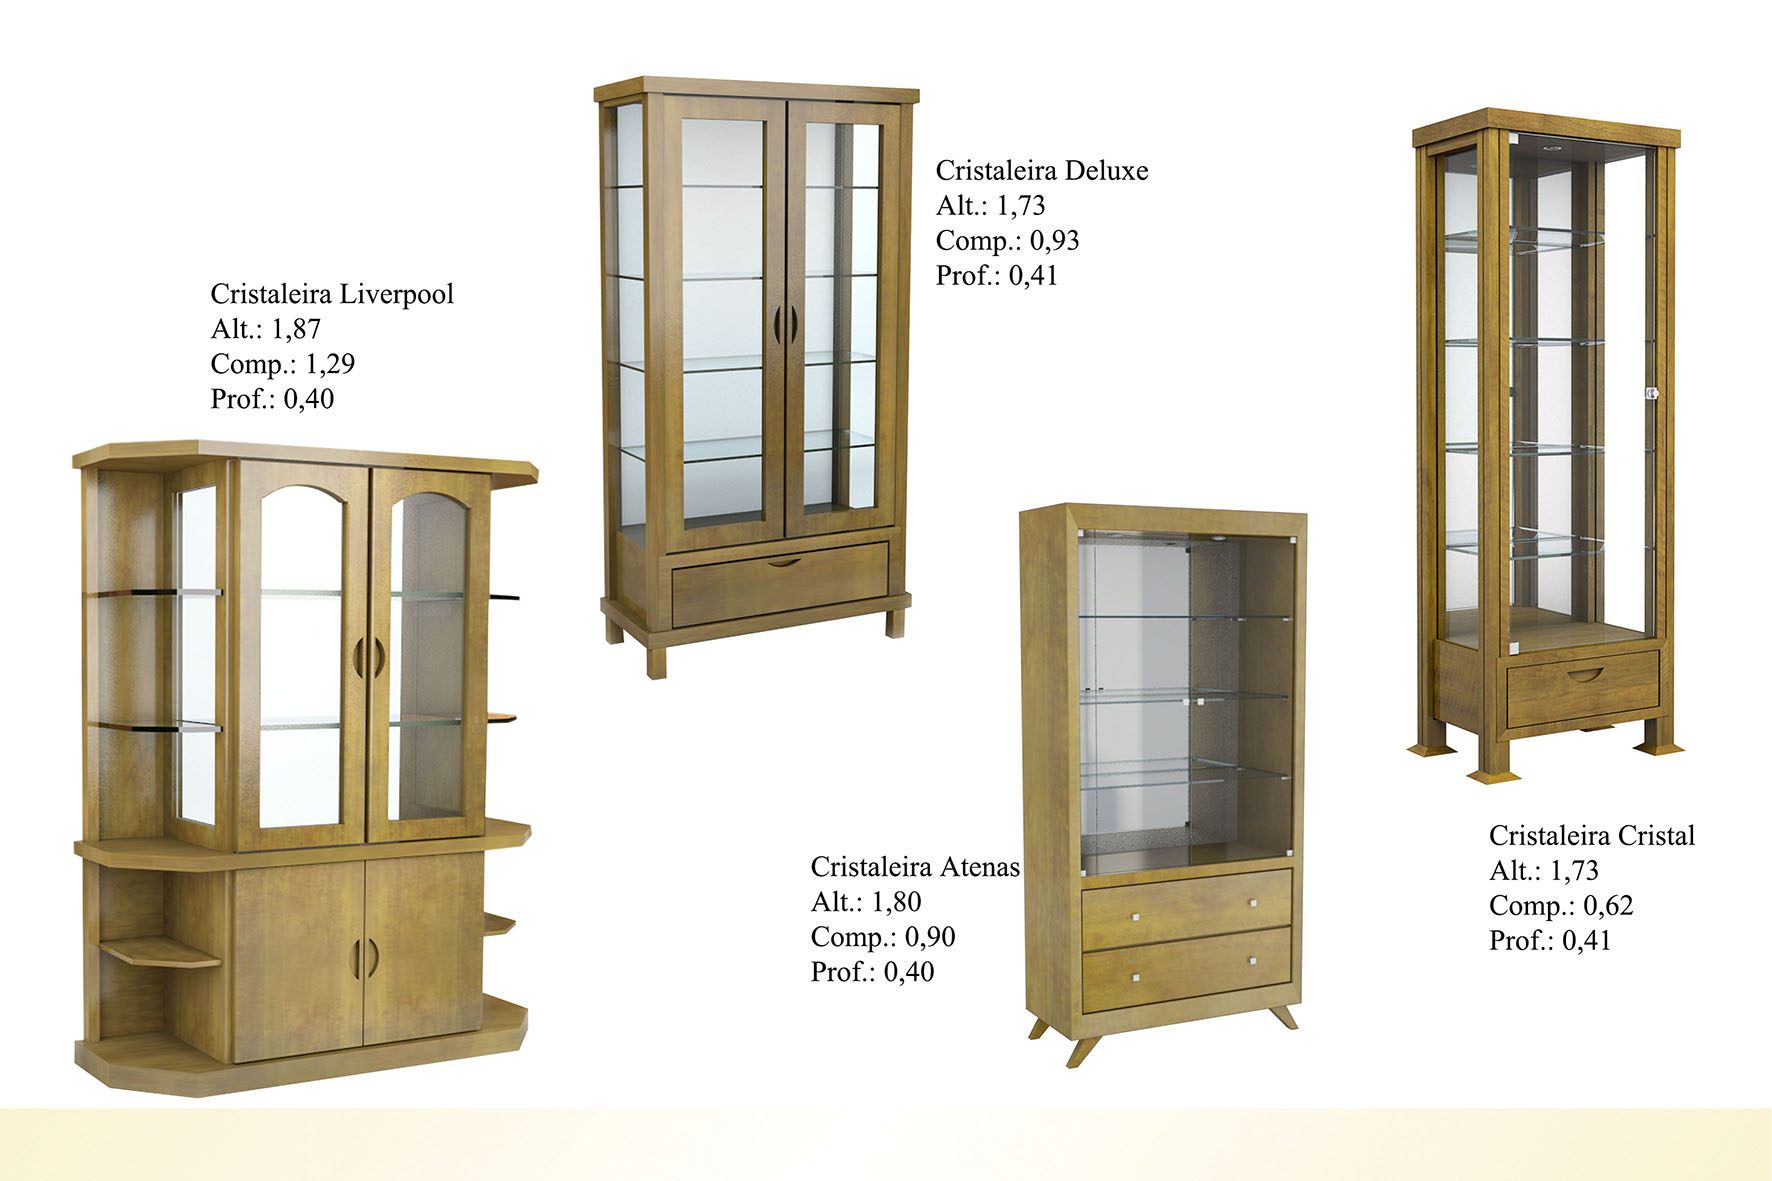 Cristaleira Liverpool
Alt.: 1,87
Comp.: 1,29
Prof.: 0,40
Cristaleira Deluxe
Alt.: 1,73
Comp.: 0,93
Prof.: 0,41
Cristaleira Atenas
Alt.: 1,80
Comp.: 0,90
Prof.: 0,40
Cristaleira Cristal
Alt.: 1,73
Comp.: 0,62
Prof.: 0,41